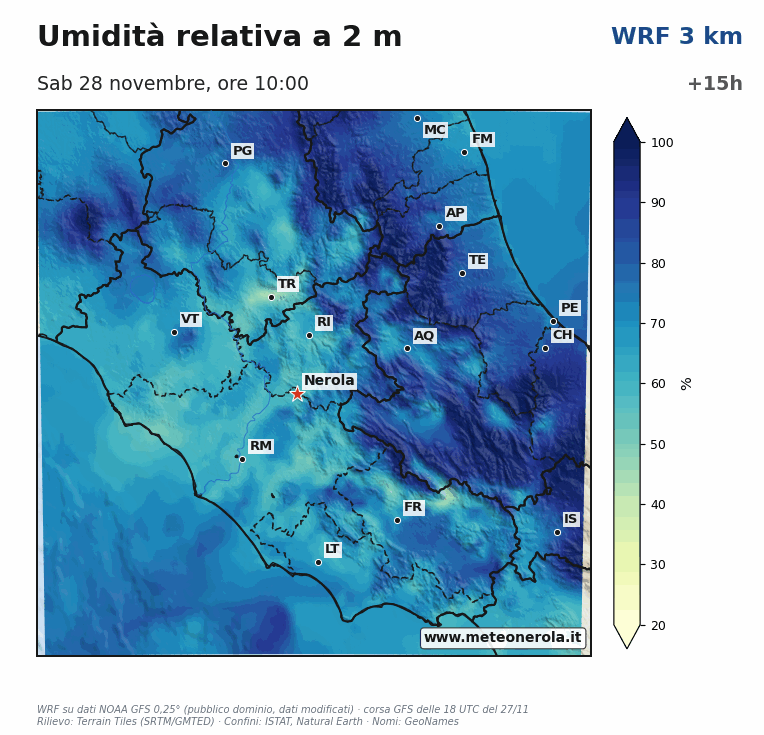 Umidità relativa a 2 m
WRF 3 km
Sab 28 novembre, ore 10:00
+15h
MC
FM
PG
AP
TE
TR
PE
VT
RI
AQ
CH
Nerola
RM
FR
IS
LT
www.meteonerola.it
100
90
80
70
60
50
40
30
20
%
WRF su dati NOAA GFS 0,25° (pubblico dominio, dati modificati) · corsa GFS delle 18 UTC del 27/11
Rilievo: Terrain Tiles (SRTM/GMTED) · Confini: ISTAT, Natural Earth · Nomi: GeoNames